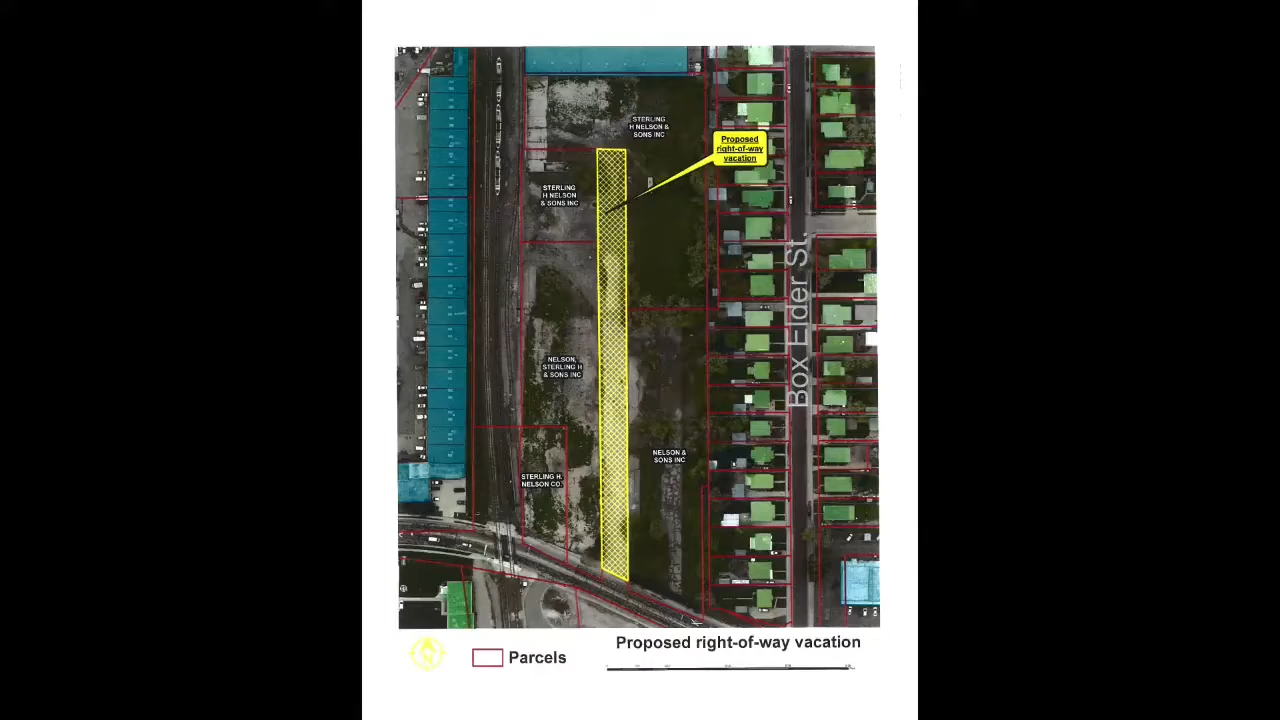 STERLING
H NELSON &
SONS INC
Proposed
right-of-way
vacation
STERLING
H NELSON
& SONS INC
Box Elder St.
NELSON,
STERLING H
& SONS INC
NELSON &
SONS INC
STERLING H.
NELSON CO.
Proposed right-of-way vacation
Parcels